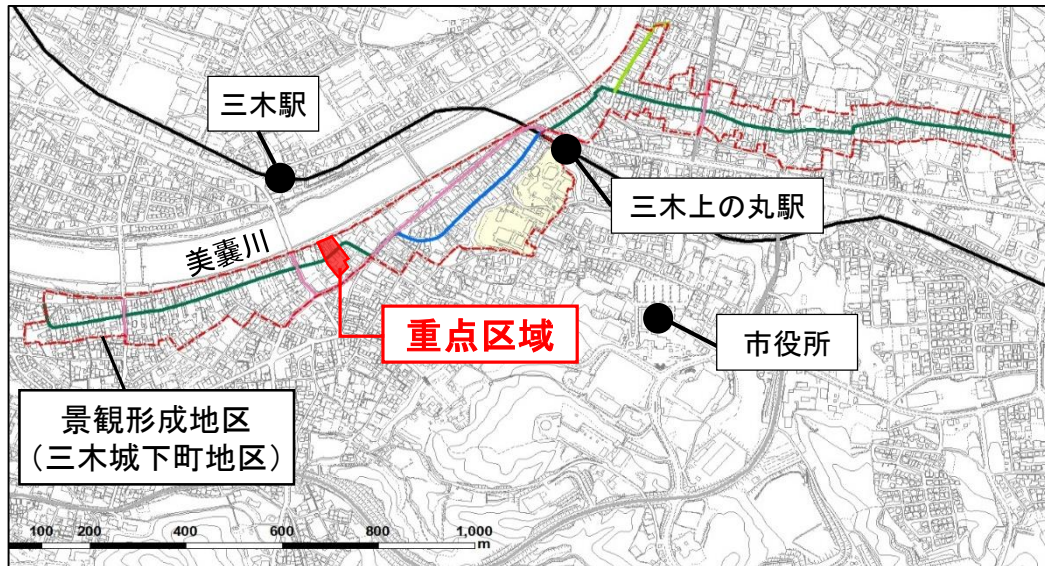 三木駅
三木上の丸駅
美嚢川
重点区域
市役所
景観形成地区
（三木城下町地区）
100 200 400 600 800 1,000
m